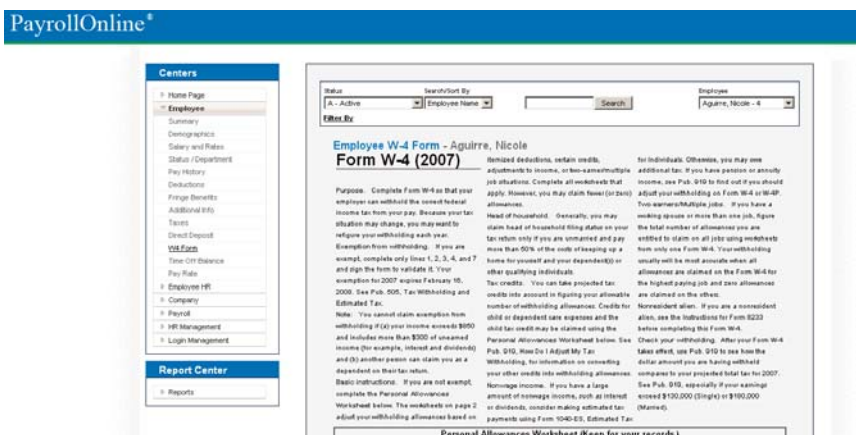 PayrollOnline®
Centers
Home Page
Employee
Summary
Demographics
Salary and Rates
Status / Department
Pay History
Deductions
Fringe Benefits
Additional Info
Taxes
Direct Deposit
W4 Form
Time Off Balance
Pay Rate
Employee HR
Company
Payroll
HR Management
Login Management
Report Center
Reports
Status
Search/Sort By
Employee
A - Active
Employee Name
Search
Aguirre, Nicole - 4
Filter By
Employee W-4 Form - Aguirre, Nicole
Form W-4 (2007)
Purpose. Complete Form W-4 so that your
employer can withhold the correct federal
income tax from your pay. Because your tax
situation may change, you may want to
refigure your withholding each year.
Exemption from withholding. If you are
exempt, complete only lines 1, 2, 3, 4, and 7
and sign the form to validate it. Your
exemption for 2007 expires February 16,
2008. See Pub. 505, Tax Withholding and
Estimated Tax.
Note: You cannot claim exemption from
withholding if (a) your income exceeds $850
and includes more than $300 of unearned
income (for example, interest and dividends)
and (b) another person can claim you as a
dependent on their tax return.
Basic instructions. If you are not exempt,
complete the Personal Allowances
Worksheet below. The worksheets on page 2
adjust your withholding allowances based on
itemized deductions, certain credits,
adjustments to income, or two-earner/multiple
job situations. Complete all worksheets that
apply. However, you may claim fewer (or zero)
allowances.
Head of household. Generally, you may
claim head of household filing status on your
tax return only if you are unmarried and pay
more than 50% of the costs of keeping up a
home for yourself and your dependent(s) or
other qualifying individuals.
Tax credits. You can take projected tax
credits into account in figuring your allowable
number of withholding allowances. Credits for
child or dependent care expenses and the
child tax credit may be claimed using the
Personal Allowances Worksheet below. See
Pub. 919, How Do I Adjust My Tax
Withholding, for information on converting
your other credits into withholding allowances.
Nonwage income. If you have a large
amount of nonwage income, such as interest
or dividends, consider making estimated tax
payments using Form 1040-ES, Estimated Tax
for Individuals. Otherwise, you may owe
additional tax. If you have pension or annuity
income, see Pub. 919 to find out if you should
adjust your withholding on Form W-4 or W-4P.
Two-earners/Multiple jobs. If you have a
working spouse or more than one job, figure
the total number of allowances you are
entitled to claim on all jobs using worksheets
from only one Form W-4. Your withholding
usually will be most accurate when all
allowances are claimed on the Form W-4 for
the highest paying job and zero allowances
are claimed on the others.
Nonresident alien. If you are a nonresident
alien, see the Instructions for Form 8233
before completing this Form W-4.
Check your withholding. After your Form W-4
takes effect, use Pub. 919 to see how the
dollar amount you are having withheld
compares to your projected total tax for 2007.
See Pub. 919, especially if your earnings
exceed $130,000 (Single) or $180,000
(Married).
Personal Allowances Worksheet (Keep for your records.)